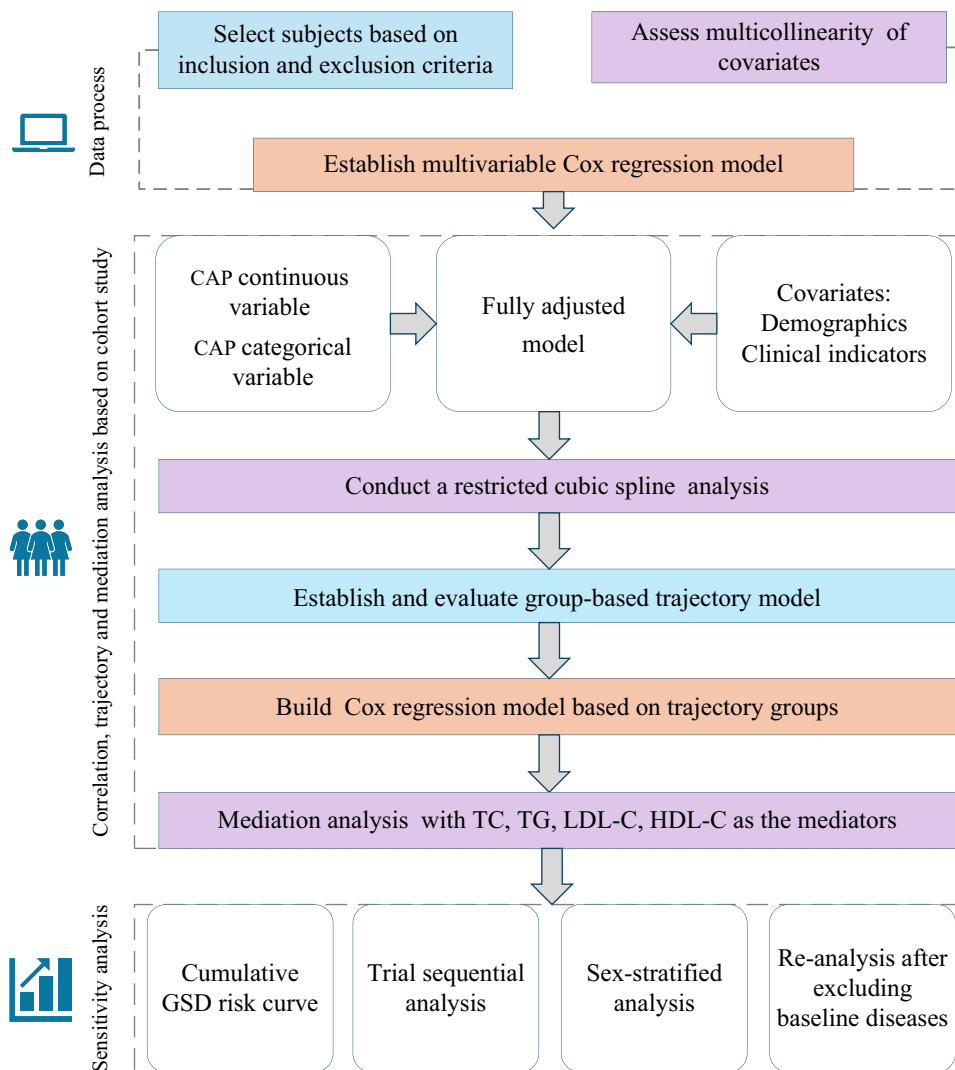 Select subjects based on
inclusion and exclusion criteria
Assess multicollinearity of
covariates
Data process
Establish multivariable Cox regression model
Correlation, trajectory and mediation analysis based on cohort study
CAP continuous
variable
CAP categorical
variable
Fully adjusted
model
Covariates:
Demographics
Clinical indicators
Conduct a restricted cubic spline analysis
Establish and evaluate group-based trajectory model
Build Cox regression model based on trajectory groups
Mediation analysis with TC, TG, LDL-C, HDL-C as the mediators
Sensitivity analysis
Cumulative
GSD risk curve
Trial sequential
analysis
Sex-stratified
analysis
Re-analysis after
excluding
baseline diseases